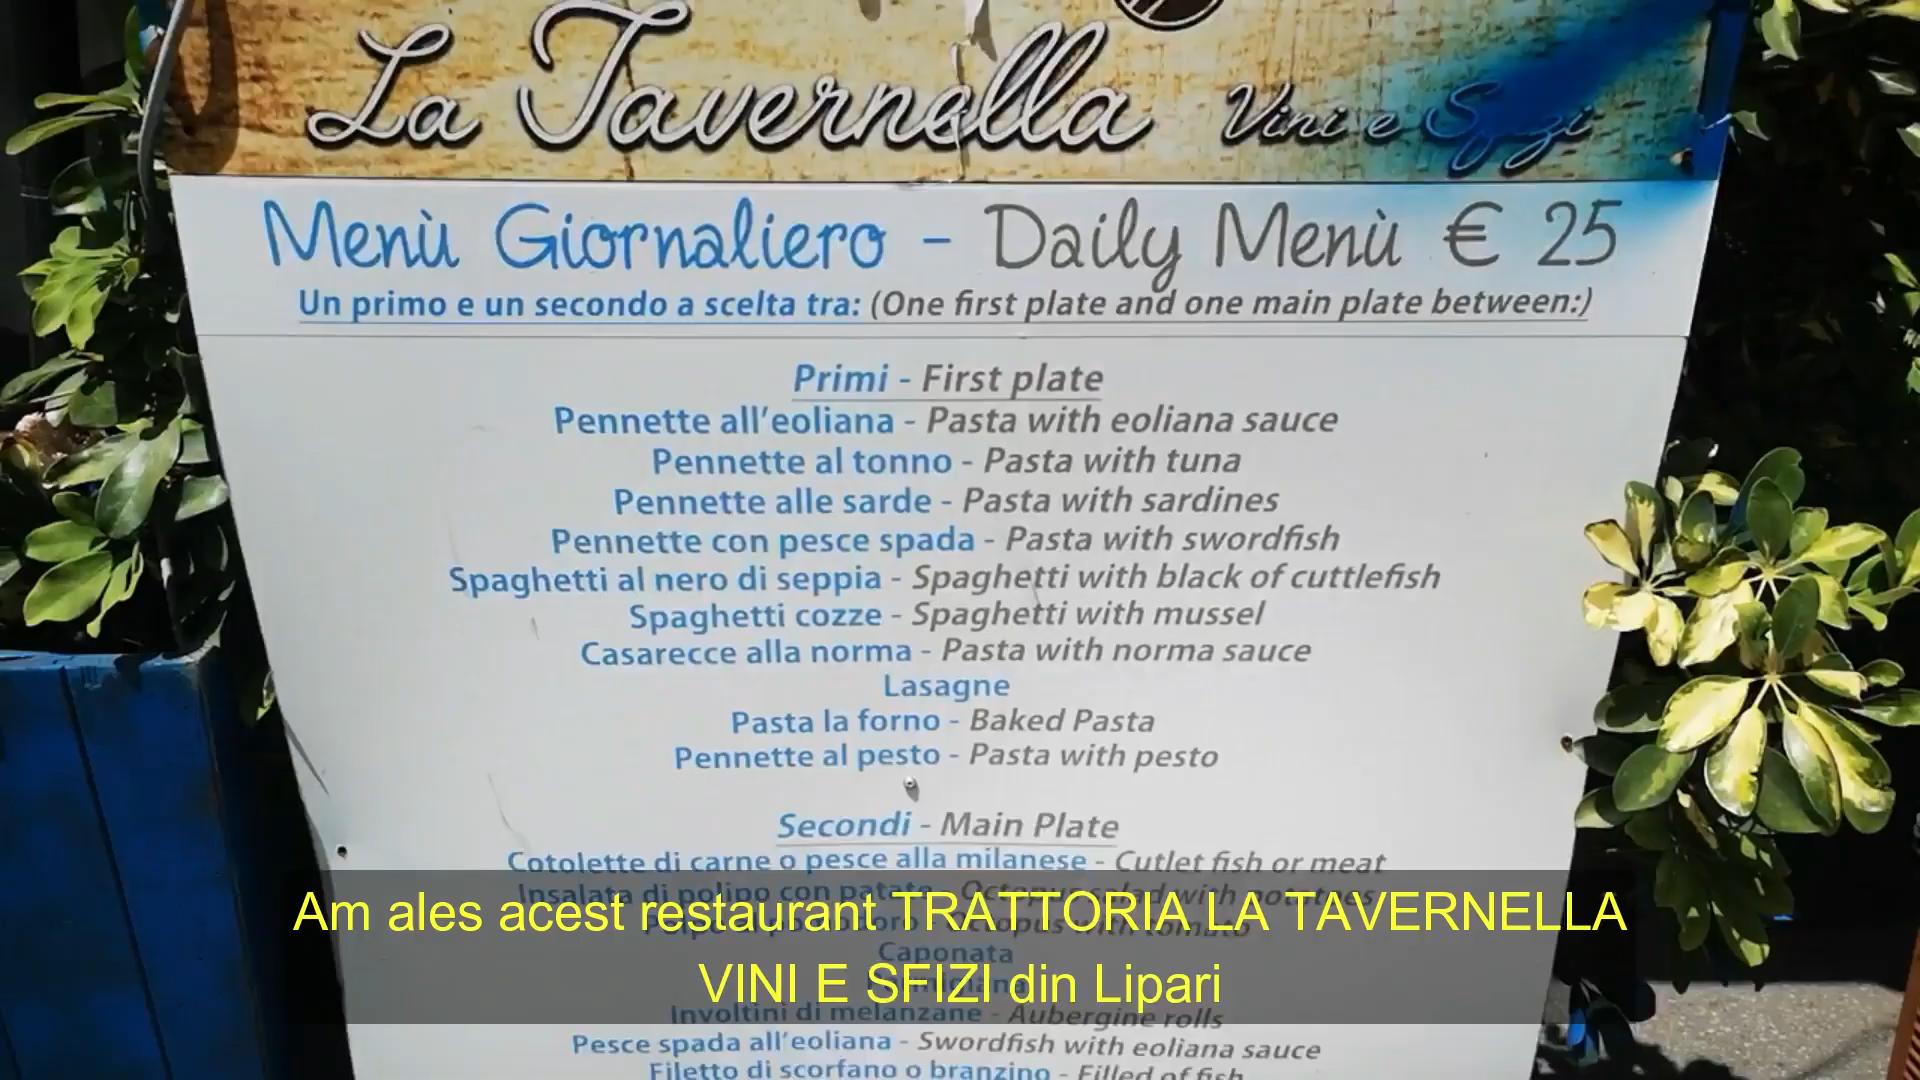 La Tavernella Vini e Sfizi
Menù Giornaliero - Daily Menù € 25
Un primo e un secondo a scelta tra: (One first plate and one main plate between:)
Primi - First plate
Pennette all'eoliana - Pasta with eoliana sauce
Pennette al tonno - Pasta with tuna
Pennette alle sarde - Pasta with sardines
Pennette con pesce spada - Pasta with swordfish
Spaghetti al nero di seppia - Spaghetti with black of cuttlefish
Spaghetti cozze - Spaghetti with mussel
Casarecce alla norma - Pasta with norma sauce
Lasagne
Pasta la forno - Baked Pasta
Pennette al pesto - Pasta with pesto
Secondi - Main Plate
Cotolette di carne o pesce alla milanese - Cutlet fish or meat
Insalata di polipo con patate - Octopus salad with potatoes
Am ales acest restaurant TRATTORIA LA TAVERNELLA
Octopus with tomato
Caponata
VINI E SFIZI din Lipari
Involtini di melanzane - Aubergine rolls
Pesce spada all'eoliana - Swordfish with eoliana sauce
Filetto di scorfano o branzino - Filled of fish